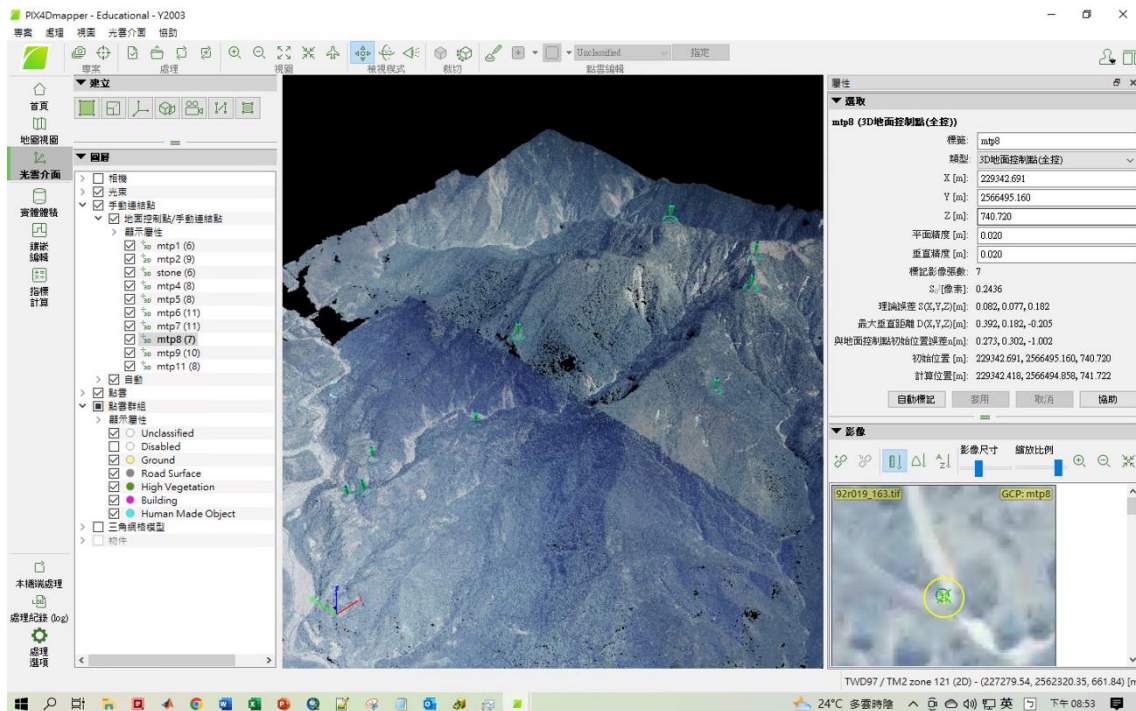 PIX4Dmapper - Educational - Y2003
專案 處理 視圖 光雲介面 協助
專案 處理 視圖 檢視模式 裁切 點雲編輯
Unclassified 指定
首頁
地圖視圖
光雲介面
實體體積
鑲嵌
編輯
指標
計算
本機端處理
處理紀錄 (log)
處理
選項
建立
圖層
相機
光束
手動連結點
地面控制點/手動連結點
顯示屬性
mtp1 (6)
mtp2 (9)
stone (6)
mtp4 (8)
mtp5 (8)
mtp6 (11)
mtp7 (11)
mtp8 (7)
mtp9 (10)
mtp11 (8)
自動
點雲
點雲群組
顯示屬性
Unclassified
Disabled
Ground
Road Surface
High Vegetation
Building
Human Made Object
三角網格模型
物件
屬性
選取
mtp8 (3D地面控制點(全控))
標籤: mtp8
類型: 3D地面控制點(全控)
X [m]: 229342.691
Y [m]: 2566495.160
Z [m]: 740.720
平面精度 [m]: 0.020
垂直精度 [m]: 0.020
標記影像張數: 7
[像素]: 0.2436
理論誤差 S(X,Y,Z)[m]: 0.082, 0.077, 0.182
最大垂直距離 D(X,Y,Z)[m]: 0.392, 0.182, -0.205
與地面控制點初始位置誤差n[m]: 0.273, 0.302, -1.002
初始位置 [m]: 229342.691, 2566495.160, 740.720
計算位置[m]: 229342.418, 2566494.858, 741.722
自動標記 套用 取消 協助
影像
影像尺寸 縮放比例
92r019_163.tif GCP: mtp8
TWD97 / TM2 zone 121 (2D) - (227279.54, 2562320.35, 661.84) [m
24°C 多雲時陰 英 下午 08:53